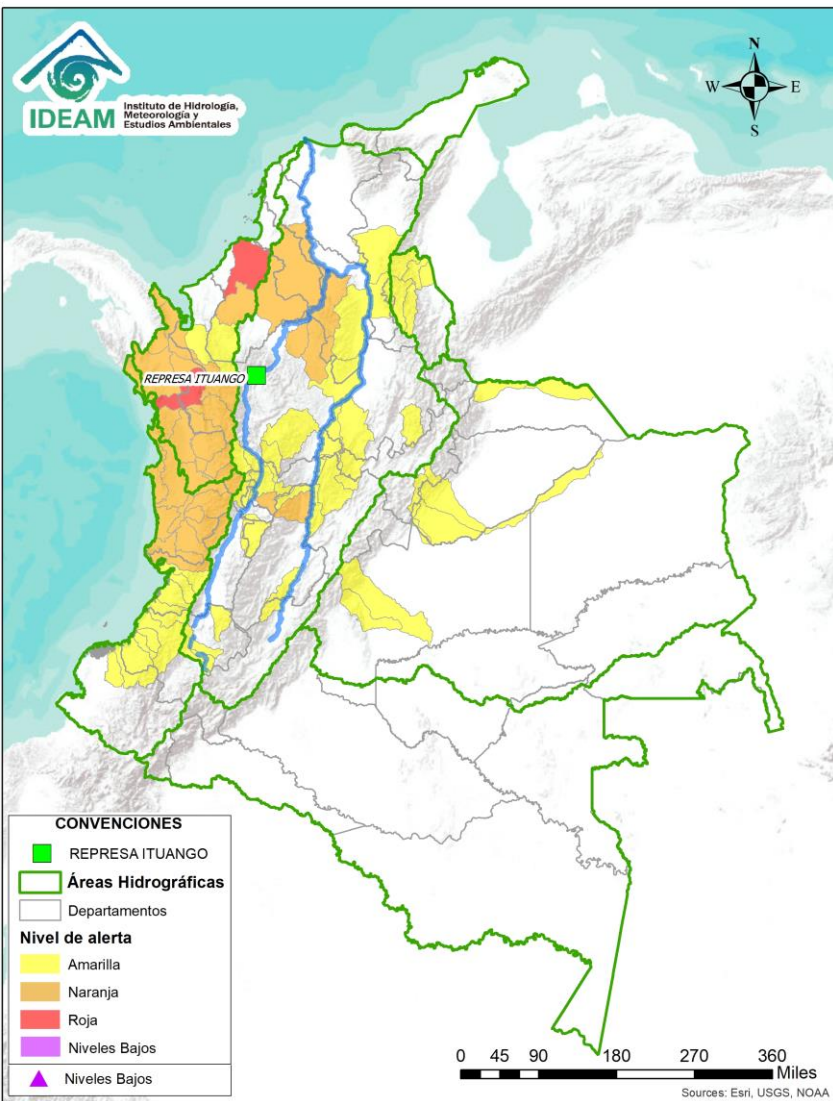 IDEAM
Instituto de Hidrología,
Meteorología y
Estudios Ambientales
N
W E
S
REPRESA ITUANGO
CONVENCIONES
REPRESA ITUANGO
Áreas Hidrográficas
Departamentos
Nivel de alerta
Amarilla
Naranja
Roja
Niveles Bajos
Niveles Bajos
0 45 90 180 270 360
Miles
Sources: Esri, USGS, NOAA